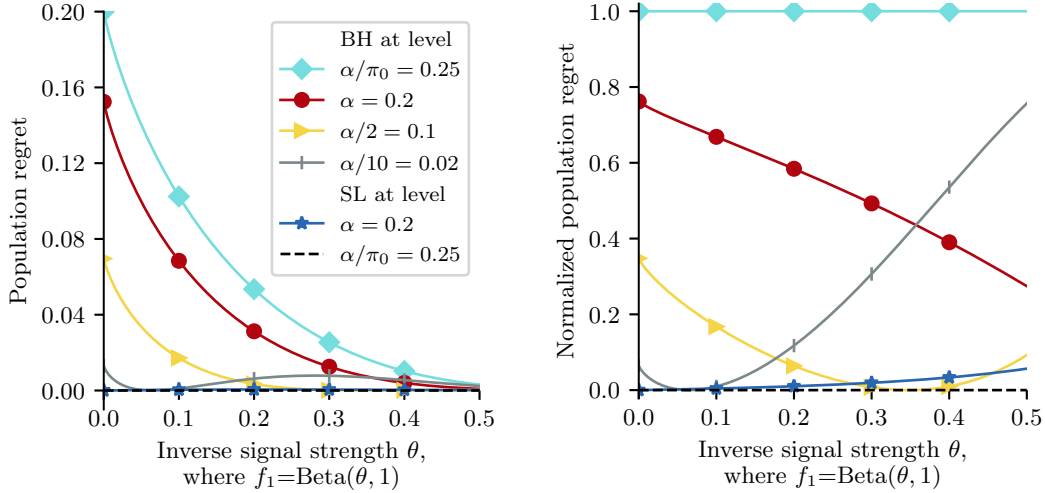 Population regret
0.20
0.16
0.12
0.08
0.04
0.00
0.0 0.1 0.2 0.3 0.4 0.5
Inverse signal strength θ,
where f₁=Beta(θ, 1)
BH at level
α/π₀ = 0.25
α = 0.2
α/2 = 0.1
α/10 = 0.02
SL at level
α = 0.2
α/π₀ = 0.25
Normalized population regret
1.0
0.8
0.6
0.4
0.2
0.0
0.0 0.1 0.2 0.3 0.4 0.5
Inverse signal strength θ,
where f₁=Beta(θ, 1)